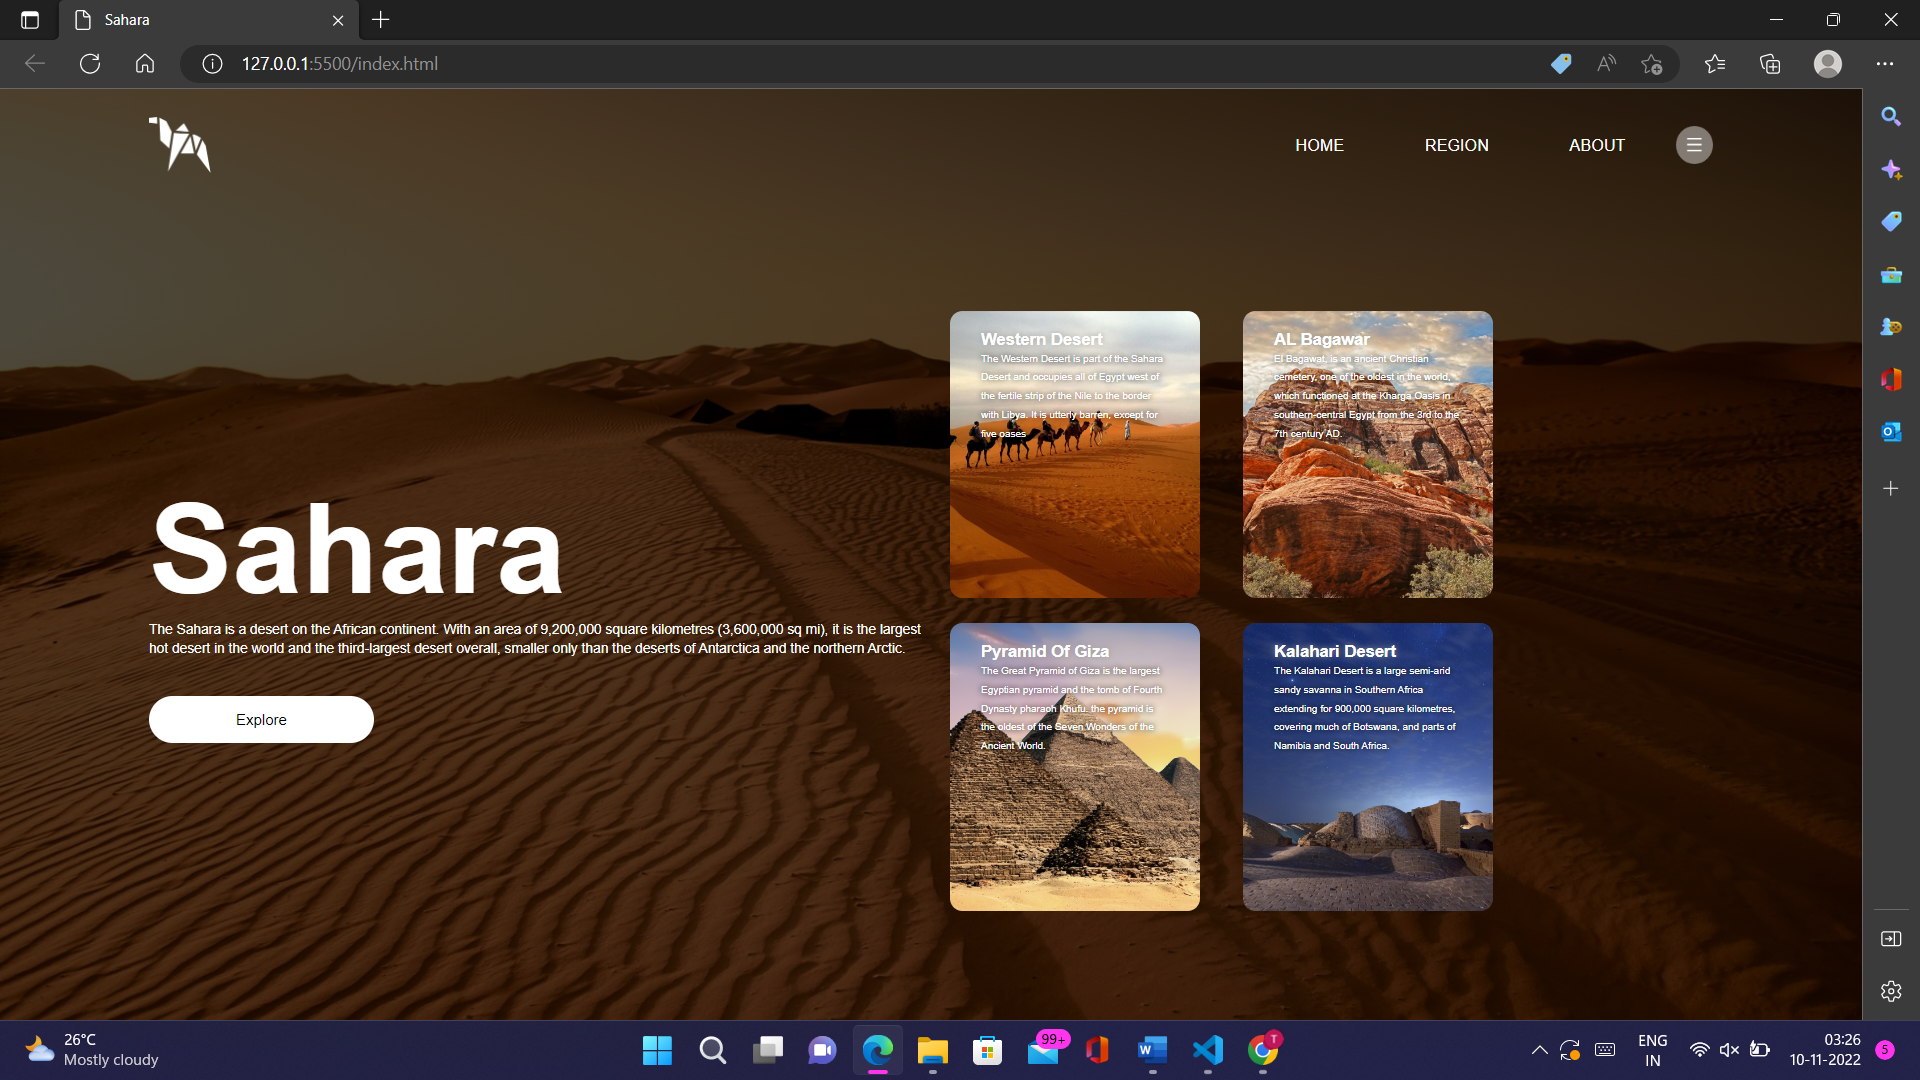 Sahara
127.0.0.1:5500/index.html
HOME REGION ABOUT
Western Desert
The Western Desert is part of the Sahara
Desert and occupies all of Egypt west of
the fertile strip of the Nile to the border
with Libya. It is utterly barren, except for
five oases
AL Bagawar
El Bagawat, is an ancient Christian
cemetery, one of the oldest in the world,
which functioned at the Kharga Oasis in
southern-central Egypt from the 3rd to the
7th century AD.
Sahara
The Sahara is a desert on the African continent. With an area of 9,200,000 square kilometres (3,600,000 sq mi), it is the largest
hot desert in the world and the third-largest desert overall, smaller only than the deserts of Antarctica and the northern Arctic.
Explore
Pyramid Of Giza
The Great Pyramid of Giza is the largest
Egyptian pyramid and the tomb of Fourth
Dynasty pharaoh Khufu. the pyramid is
the oldest of the Seven Wonders of the
Ancient World.
Kalahari Desert
The Kalahari Desert is a large semi-arid
sandy savanna in Southern Africa
extending for 900,000 square kilometres,
covering much of Botswana, and parts of
Namibia and South Africa.
26°C
Mostly cloudy
99+
T
ENG
IN
03:26
10-11-2022
5